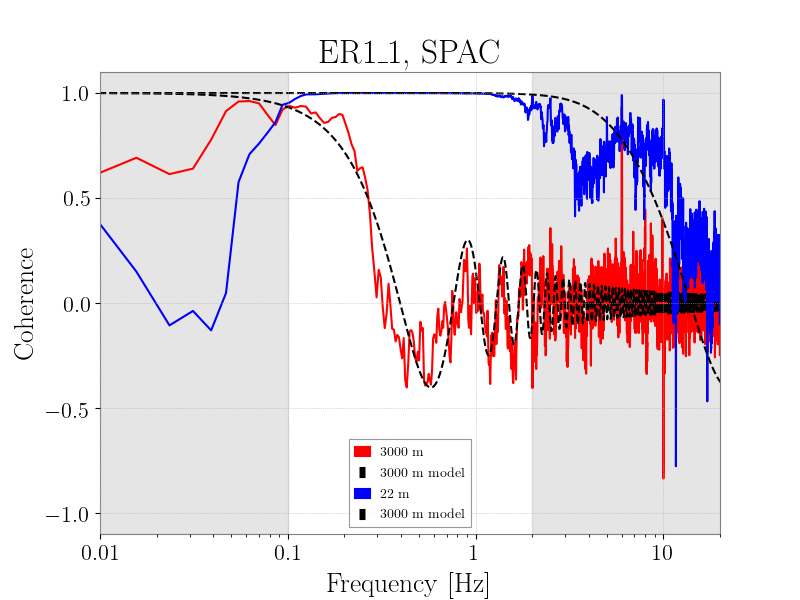 ER1_1, SPAC
Coherence
1.0
0.5
0.0
−0.5
−1.0
3000 m
3000 m model
22 m
3000 m model
0.01
0.1
1
10
Frequency [Hz]